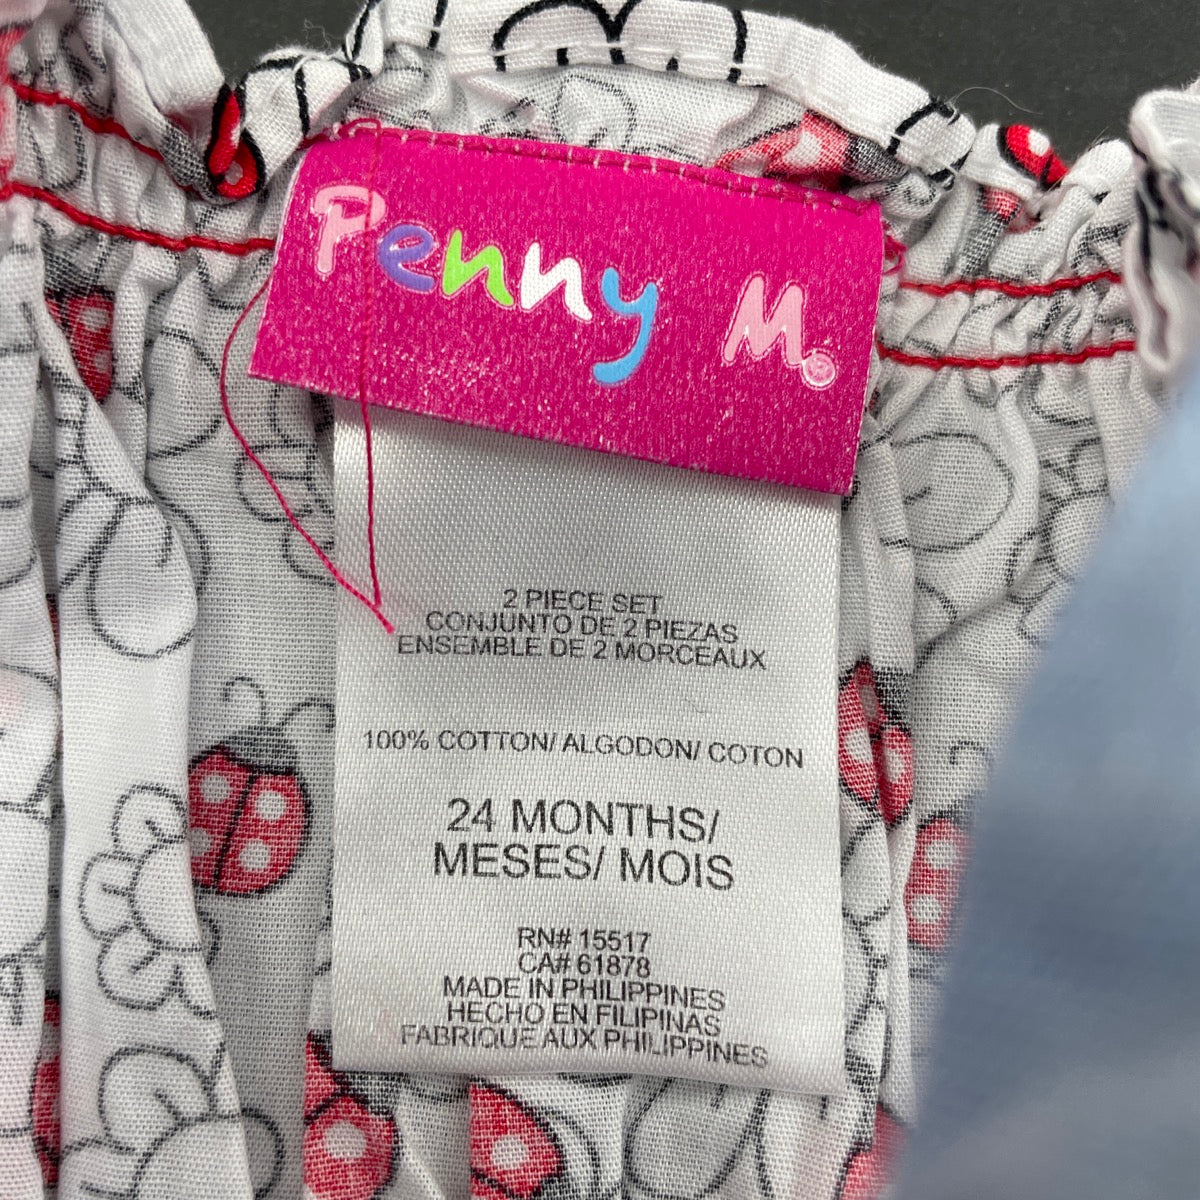 Penny M.
2 PIECE SET
CONJUNTO DE 2 PIEZAS
ENSEMBLE DE 2 MORCEAUX
100% COTTON/ ALGODON/ COTON
24 MONTHS/
MESES/ MOIS
RN# 15517
CA# 61878
MADE IN PHILIPPINES
HECHO EN FILIPINAS
FABRIQUE AUX PHILIPPINES